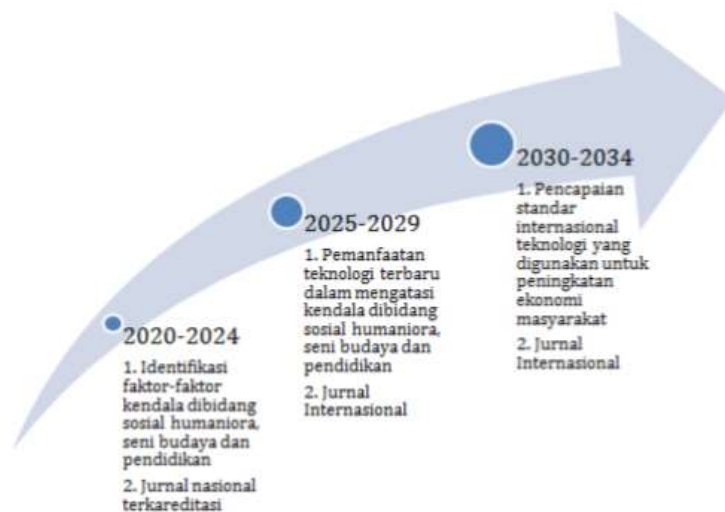 2020-2024
1. Identifikasi
faktor-faktor
kendala dibidang
sosial humaniora,
seni budaya dan
pendidikan
2. Jurnal nasional
terkareditasi
2025-2029
1. Pemanfaatan
teknologi terbaru
dalam mengatasi
kendala dibidang
sosial humaniora,
seni budaya dan
pendidikan
2. Jurnal
Internasional
2030-2034
1. Pencapaian
standar
internasional
teknologi yang
digunakan untuk
peningkatan
ekonomi
masyarakat
2. Jurnal
Internasional